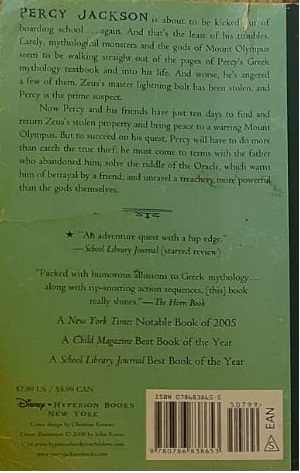 PERCY JACKSON is about to be kicked out of
boarding school . . . again. And that's the least of his troubles.
Lately, mythological monsters and the gods of Mount Olympus
seem to be walking straight out of the pages of Percy's Greek
mythology textbook and into his life. And worse, he's angered
a few of them. Zeus's master lightning bolt has been stolen, and
Percy is the prime suspect.
Now Percy and his friends have just ten days to find and
return Zeus's stolen property and bring peace to a warring Mount
Olympus. But to succeed on his quest, Percy will have to do more
than catch the true thief: he must come to terms with the father
who abandoned him; solve the riddle of the Oracle, which warns
him of betrayal by a friend; and unravel a treachery more powerful
than the gods themselves.
★ "An adventure quest with a hip edge."
—School Library Journal (starred review)
"Packed with humorous allusions to Greek mythology . . .
along with rip-snorting action sequences, [this] book
really shines."—The Horn Book
A New York Times Notable Book of 2005
A Child Magazine Best Book of the Year
A School Library Journal Best Book of the Year
$7.99 US / $8.99 CAN
Disney • HYPERION BOOKS
NEW YORK
Cover design by Christine Kettner
Cover illustration © 2006 by John Rocco
www.percyjacksonbooks.com
ISBN 078683865-5
50799>
9 780786 838653
S EAN